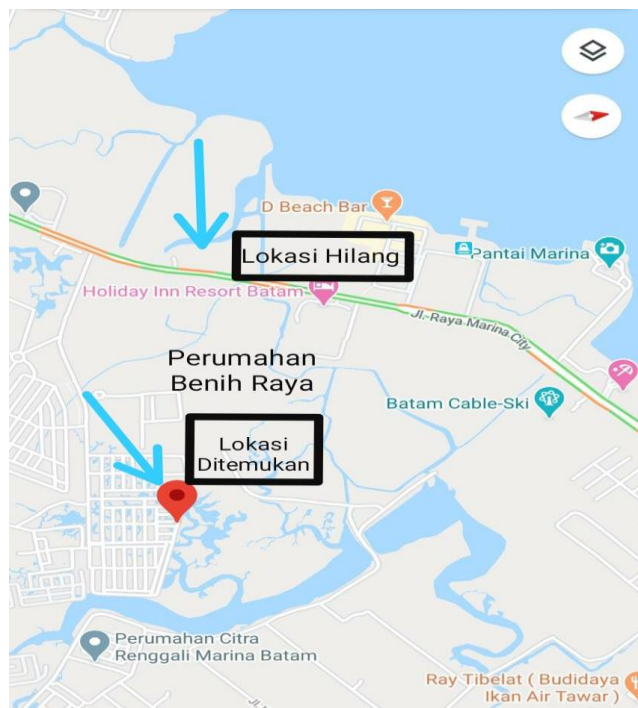 D Beach Bar
Lokasi Hilang
Pantai Marina
Holiday Inn Resort Batam
Jl. Raya Marina City
Perumahan
Benih Raya
Batam Cable-Ski
Lokasi
Ditemukan
Perumahan Citra
Renggali Marina Batam
Ray Tibelat ( Budidaya
Ikan Air Tawar )
JL.